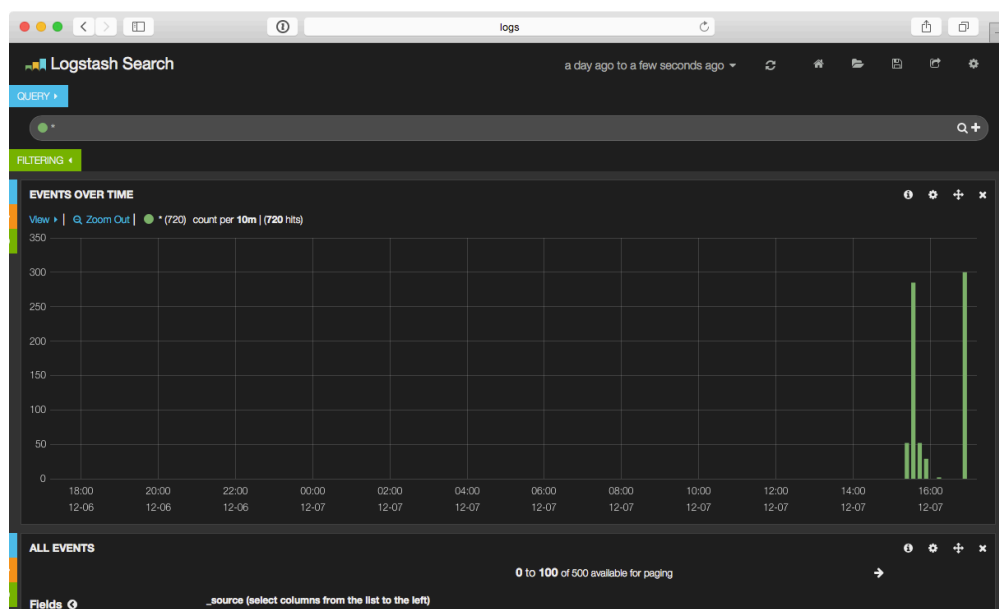 logs
Logstash Search
a day ago to a few seconds ago
QUERY
*
FILTERING
EVENTS OVER TIME
View | Zoom Out | * (720) count per 10m | (720 hits)
350
300
250
200
150
100
50
0
18:00 20:00 22:00 00:00 02:00 04:00 06:00 08:00 10:00 12:00 14:00 16:00
12-06 12-06 12-06 12-07 12-07 12-07 12-07 12-07 12-07 12-07 12-07 12-07
ALL EVENTS
0 to 100 of 500 available for paging
Fields
_source (select columns from the list to the left)